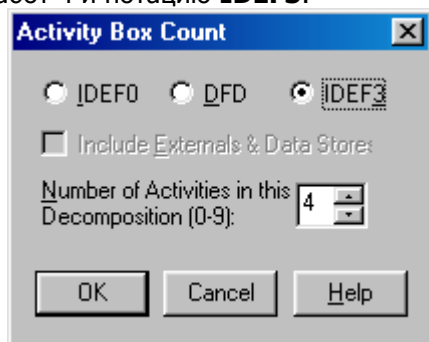 4 и нотацию IDEF3.
Activity Box Count
IDEF0 DFD IDEF3
Include Externals & Data Stores
Number of Activities in this 4
Decomposition (0-9):
OK Cancel Help